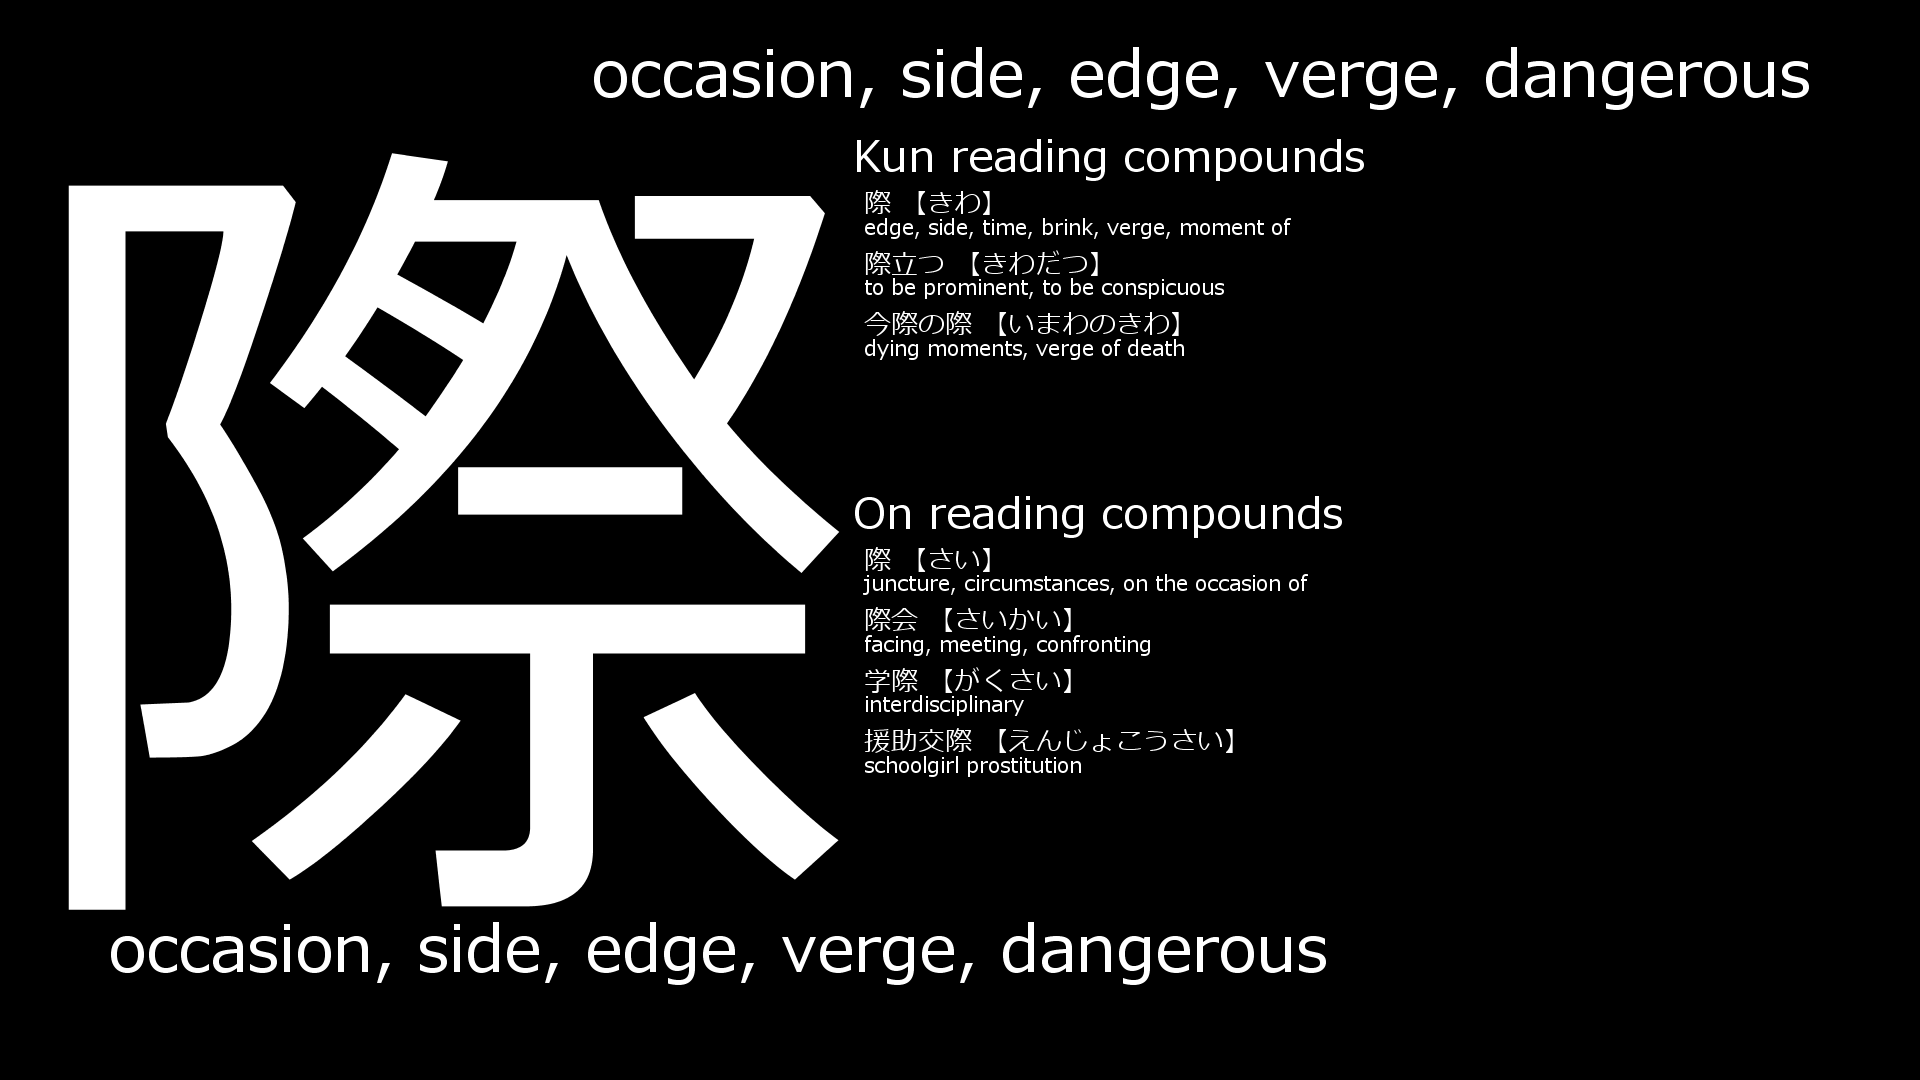 occasion, side, edge, verge, dangerous
際
Kun reading compounds
際 【きわ】
edge, side, time, brink, verge, moment of
際立つ 【きわだつ】
to be prominent, to be conspicuous
今際の際 【いまわのきわ】
dying moments, verge of death
On reading compounds
際 【さい】
juncture, circumstances, on the occasion of
際会 【さいかい】
facing, meeting, confronting
学際 【がくさい】
interdisciplinary
援助交際 【えんじょこうさい】
schoolgirl prostitution
occasion, side, edge, verge, dangerous